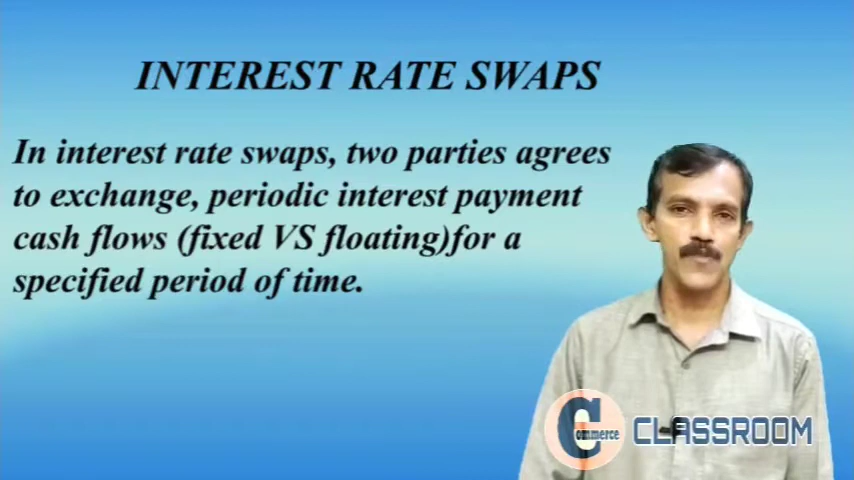 INTEREST RATE SWAPS
In interest rate swaps, two parties agrees
to exchange, periodic interest payment
cash flows (fixed VS floating)for a
specified period of time.
Commerce CLASSROOM